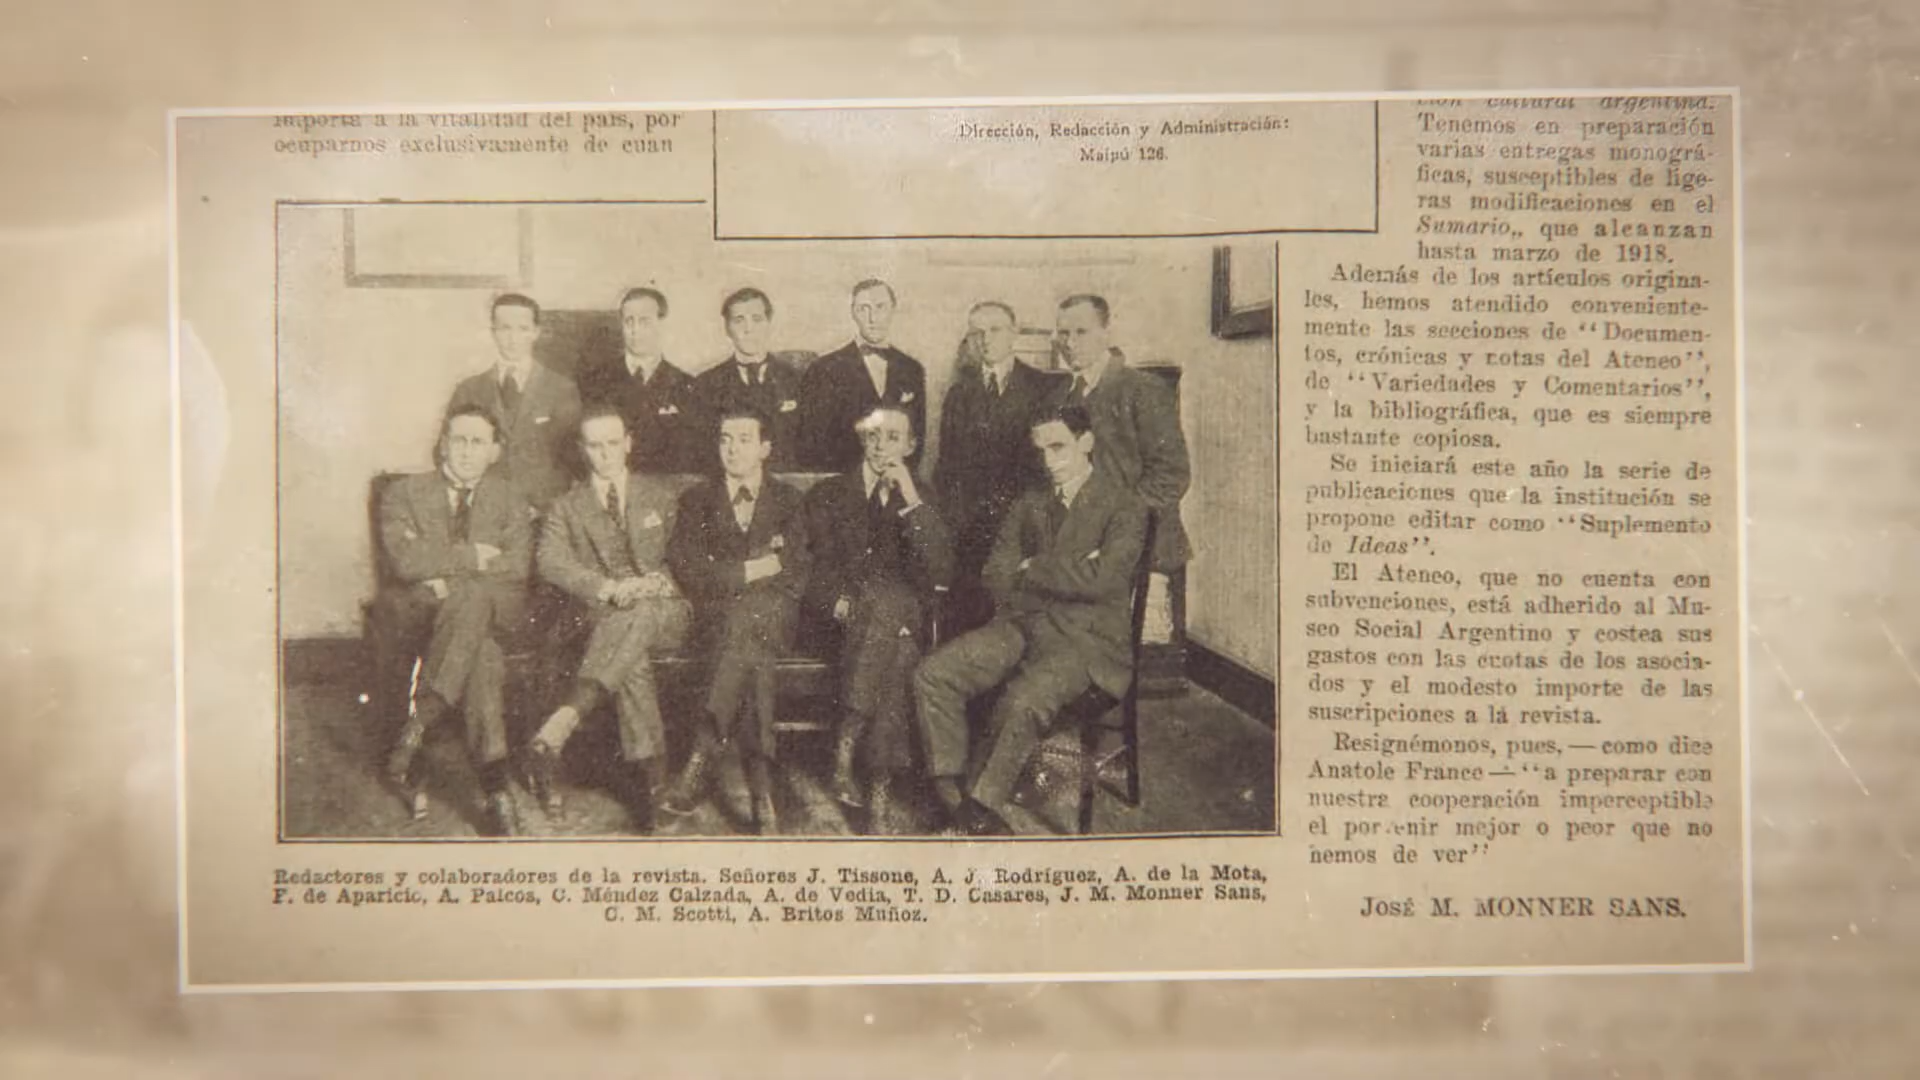 importa a la vitalidad del país, por
ocuparnos exclusivamente de cuan
Dirección, Redacción y Administración:
Maipú 126.
Redactores y colaboradores de la revista. Señores J. Tissone, A. J. Rodríguez, A. de la Mota,
F. de Aparicio, A. Palcos, C. Méndez Calzada, A. de Vedia, T. D. Casares, J. M. Monner Sans,
C. M. Scotti, A. Britos Muñoz.
ción cultural argentina.
Tenemos en preparación
varias entregas monográ-
ficas, susceptibles de lige-
ras modificaciones en el
Sumario,, que alcanzan
hasta marzo de 1918.
Además de los artículos origina-
les, hemos atendido conveniente-
mente las secciones de “Documen-
tos, crónicas y notas del Ateneo”,
de “Variedades y Comentarios”,
y la bibliográfica, que es siempre
bastante copiosa.
Se iniciará este año la serie de
publicaciones que la institución se
propone editar como “Suplemento
de Ideas”.
El Ateneo, que no cuenta con
subvenciones, está adherido al Mu-
seo Social Argentino y costea sus
gastos con las cuotas de los asocia-
dos y el modesto importe de las
suscripciones a la revista.
Resignémonos, pues, — como dice
Anatole France — “a preparar con
nuestra cooperación imperceptible
el porvenir mejor o peor que no
hemos de ver”
José M. MONNER SANS.